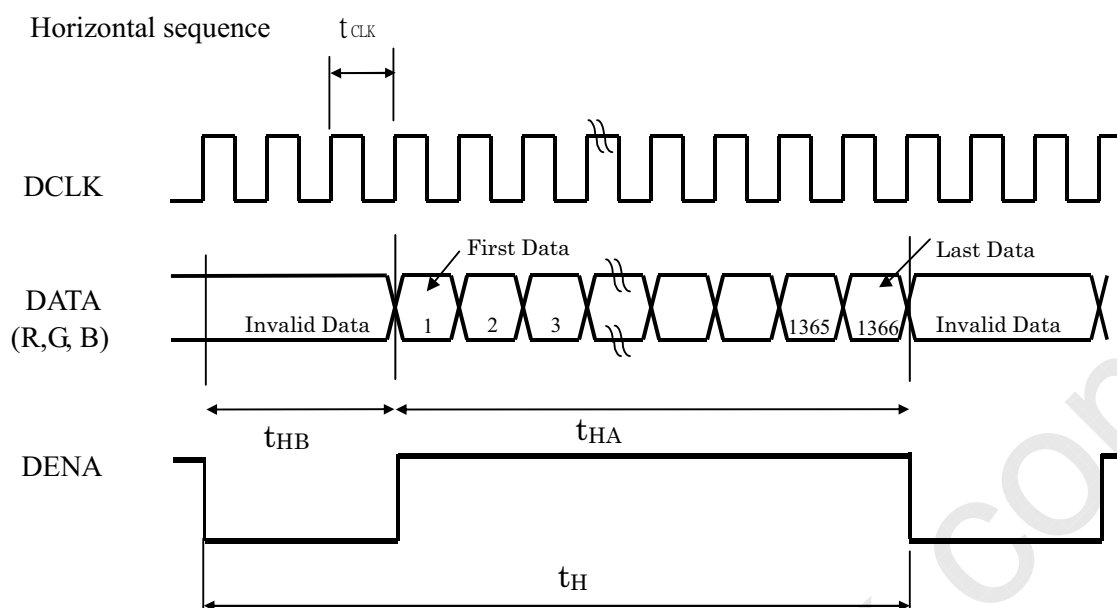 Horizontal sequence
tCLK
DCLK
First Data
Last Data
DATA
(R,G, B)
Invalid Data
1
2
3
1365
1366
Invalid Data
tHB
tHA
DENA
tH